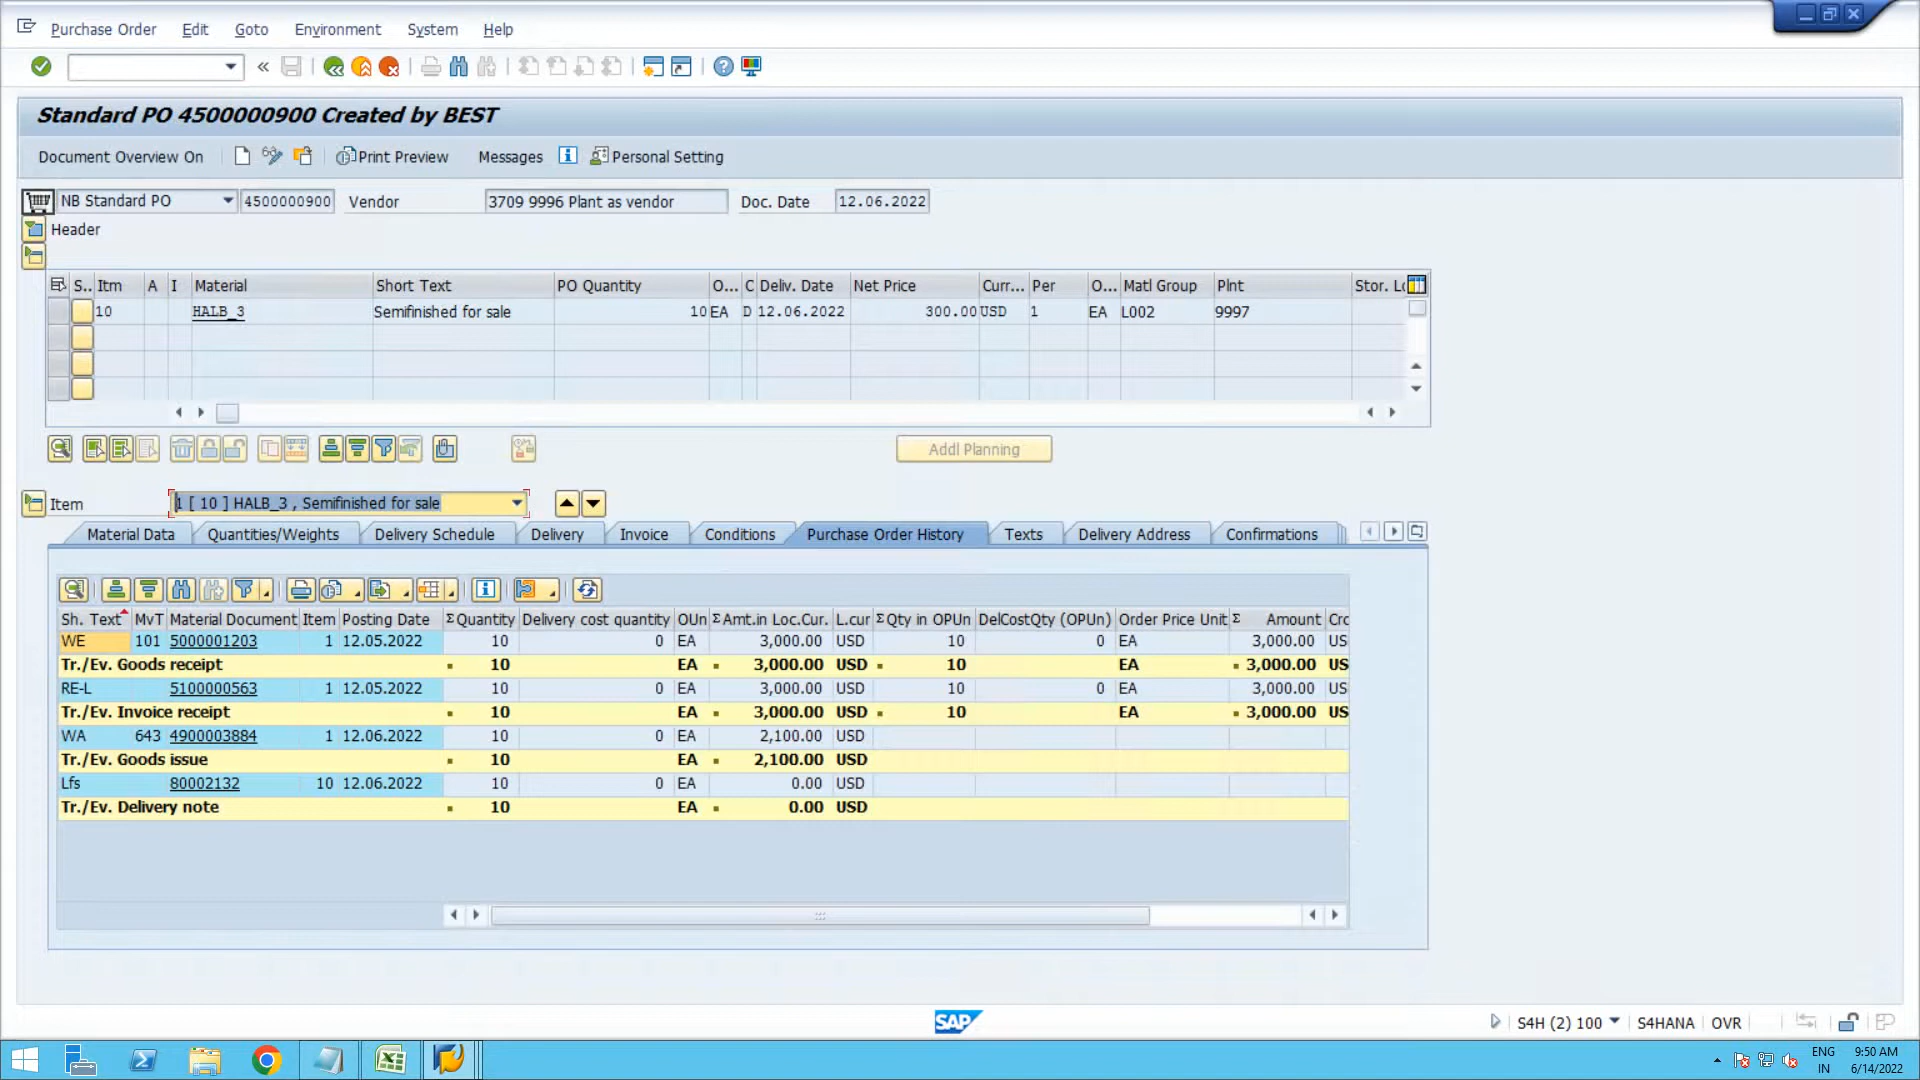 Purchase Order Edit Goto Environment System Help
Standard PO 4500000900 Created by BEST
Document Overview On Print Preview Messages Personal Setting
NB Standard PO 4500000900 Vendor 3709 9996 Plant as vendor Doc. Date 12.06.2022
Header
S.. Itm A I Material Short Text PO Quantity O... C Deliv. Date Net Price Curr... Per O... Matl Group Plnt Stor. Lo
10 HALB_3 Semifinished for sale 10 EA D 12.06.2022 300.00 USD 1 EA L002 9997
Addl Planning
Item 1 [ 10 ] HALB_3 , Semifinished for sale
Material Data Quantities/Weights Delivery Schedule Delivery Invoice Conditions Purchase Order History Texts Delivery Address Confirmations
Sh. Text MvT Material Document Item Posting Date Σ Quantity Delivery cost quantity OUn Σ Amt.in Loc.Cur. L.cur Σ Qty in OPUn DelCostQty (OPUn) Order Price Unit Σ Amount Crc
WE 101 5000001203 1 12.05.2022 10 0 EA 3,000.00 USD 10 0 EA 3,000.00 US
Tr./Ev. Goods receipt ▪ 10 EA ▪ 3,000.00 USD ▪ 10 EA ▪ 3,000.00 US
RE-L 5100000563 1 12.05.2022 10 0 EA 3,000.00 USD 10 0 EA 3,000.00 US
Tr./Ev. Invoice receipt ▪ 10 EA ▪ 3,000.00 USD ▪ 10 EA ▪ 3,000.00 US
WA 643 4900003884 1 12.06.2022 10 0 EA 2,100.00 USD
Tr./Ev. Goods issue ▪ 10 EA ▪ 2,100.00 USD
Lfs 80002132 10 12.06.2022 10 0 EA 0.00 USD
Tr./Ev. Delivery note ▪ 10 EA ▪ 0.00 USD
SAP S4H (2) 100 S4HANA OVR
ENG 9:50 AM
IN 6/14/2022